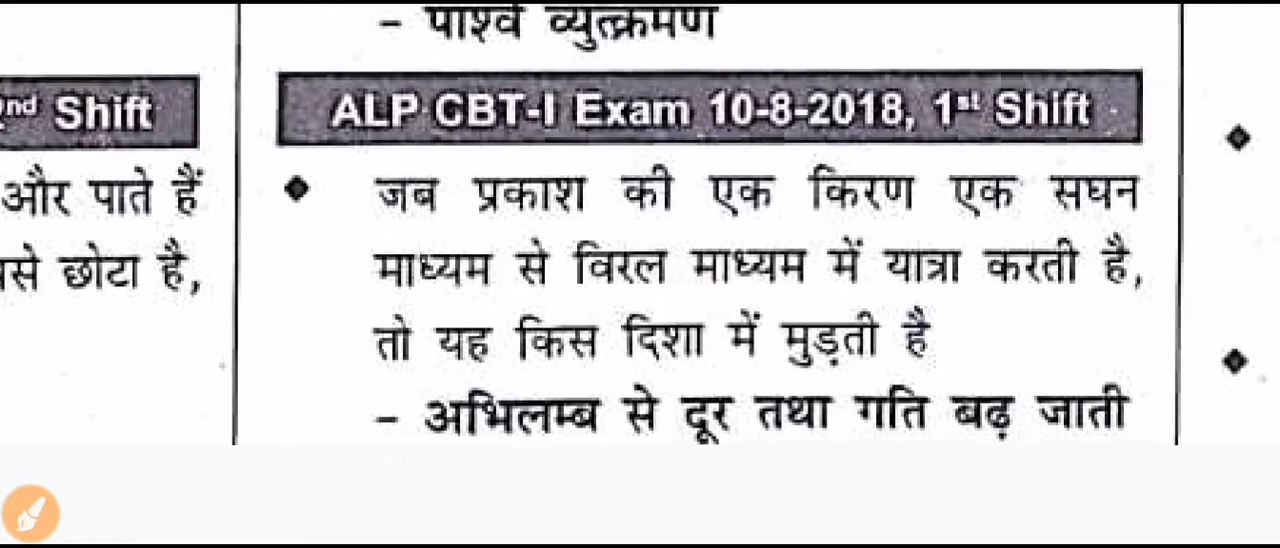 - पार्श्व व्युत्क्रमण
nd Shift
ALP CBT-I Exam 10-8-2018, 1st Shift
और पाते हैं
जब प्रकाश की एक किरण एक सघन
छोटा है,
माध्यम से विरल माध्यम में यात्रा करती है,
तो यह किस दिशा में मुड़ती है
- अभिलम्ब से दूर तथा गति बढ़ जाती